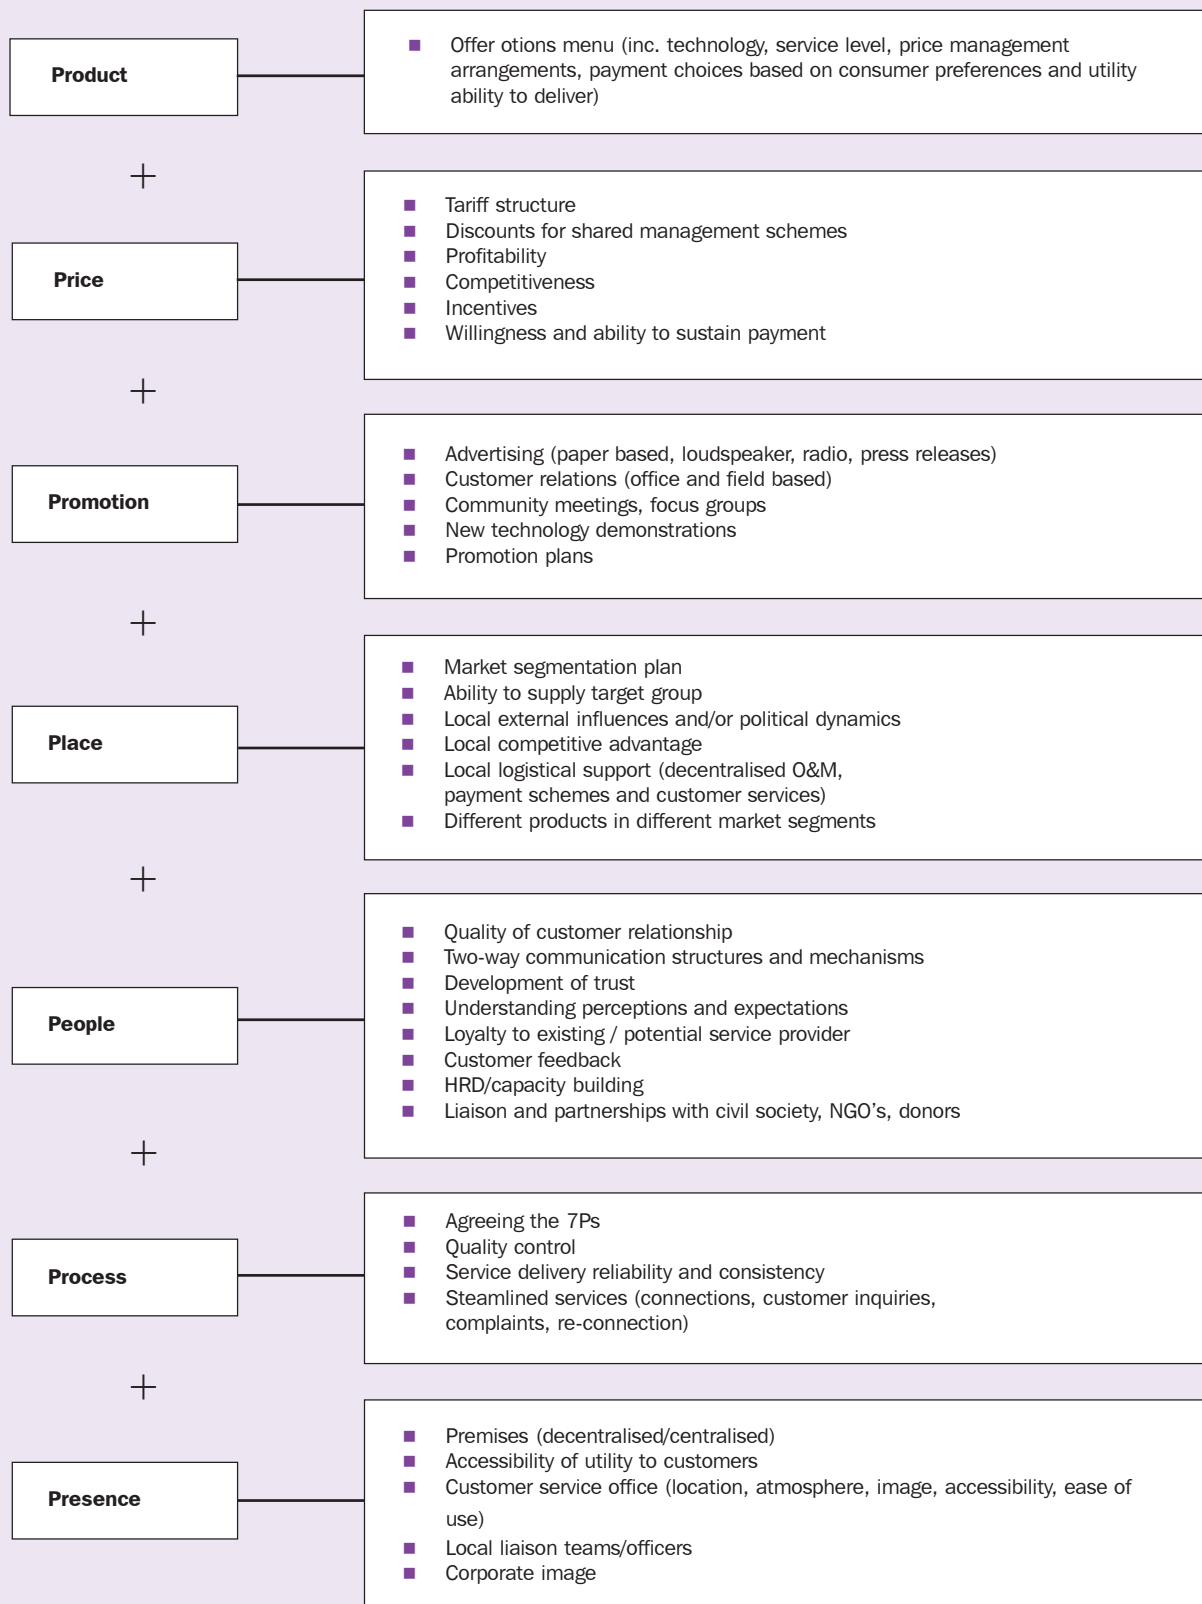 Product
■ Offer otions menu (inc. technology, service level, price management
arrangements, payment choices based on consumer preferences and utility
ability to deliver)
+
Price
■ Tariff structure
■ Discounts for shared management schemes
■ Profitability
■ Competitiveness
■ Incentives
■ Willingness and ability to sustain payment
+
Promotion
■ Advertising (paper based, loudspeaker, radio, press releases)
■ Customer relations (office and field based)
■ Community meetings, focus groups
■ New technology demonstrations
■ Promotion plans
+
Place
■ Market segmentation plan
■ Ability to supply target group
■ Local external influences and/or political dynamics
■ Local competitive advantage
■ Local logistical support (decentralised O&M,
payment schemes and customer services)
■ Different products in different market segments
+
People
■ Quality of customer relationship
■ Two-way communication structures and mechanisms
■ Development of trust
■ Understanding perceptions and expectations
■ Loyalty to existing / potential service provider
■ Customer feedback
■ HRD/capacity building
■ Liaison and partnerships with civil society, NGO's, donors
+
Process
■ Agreeing the 7Ps
■ Quality control
■ Service delivery reliability and consistency
■ Steamlined services (connections, customer inquiries,
complaints, re-connection)
+
Presence
■ Premises (decentralised/centralised)
■ Accessibility of utility to customers
■ Customer service office (location, atmosphere, image, accessibility, ease of
use)
■ Local liaison teams/officers
■ Corporate image